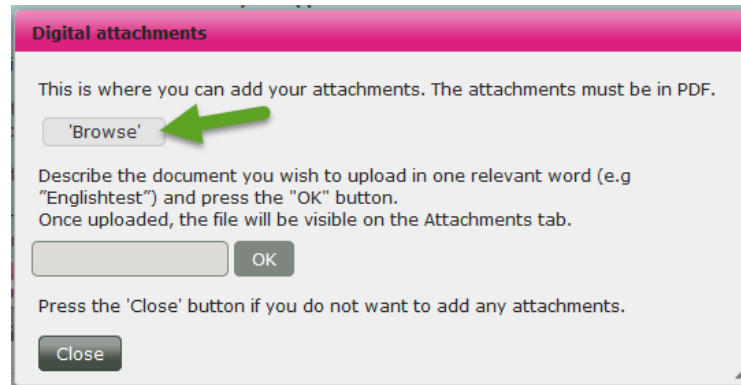 Digital attachments
This is where you can add your attachments. The attachments must be in PDF.
'Browse'
Describe the document you wish to upload in one relevant word (e.g
”Englishtest”) and press the "OK" button.
Once uploaded, the file will be visible on the Attachments tab.
OK
Press the 'Close' button if you do not want to add any attachments.
Close